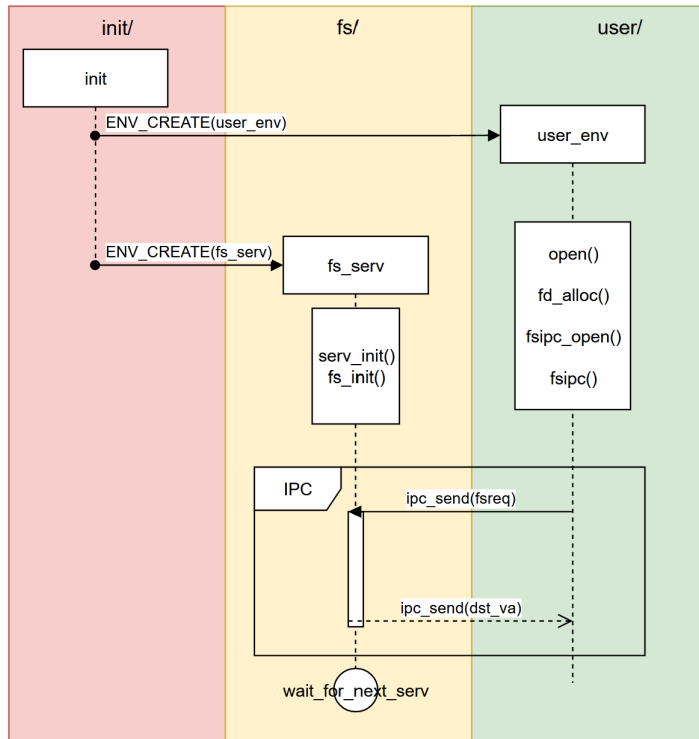 init/
fs/
user/
init
ENV_CREATE(user_env)
user_env
ENV_CREATE(fs_serv)
fs_serv
open()
fd_alloc()
fsipc_open()
fsipc()
serv_init()
fs_init()
IPC
ipc_send(fsreq)
ipc_send(dst_va)
wait_for_next_serv